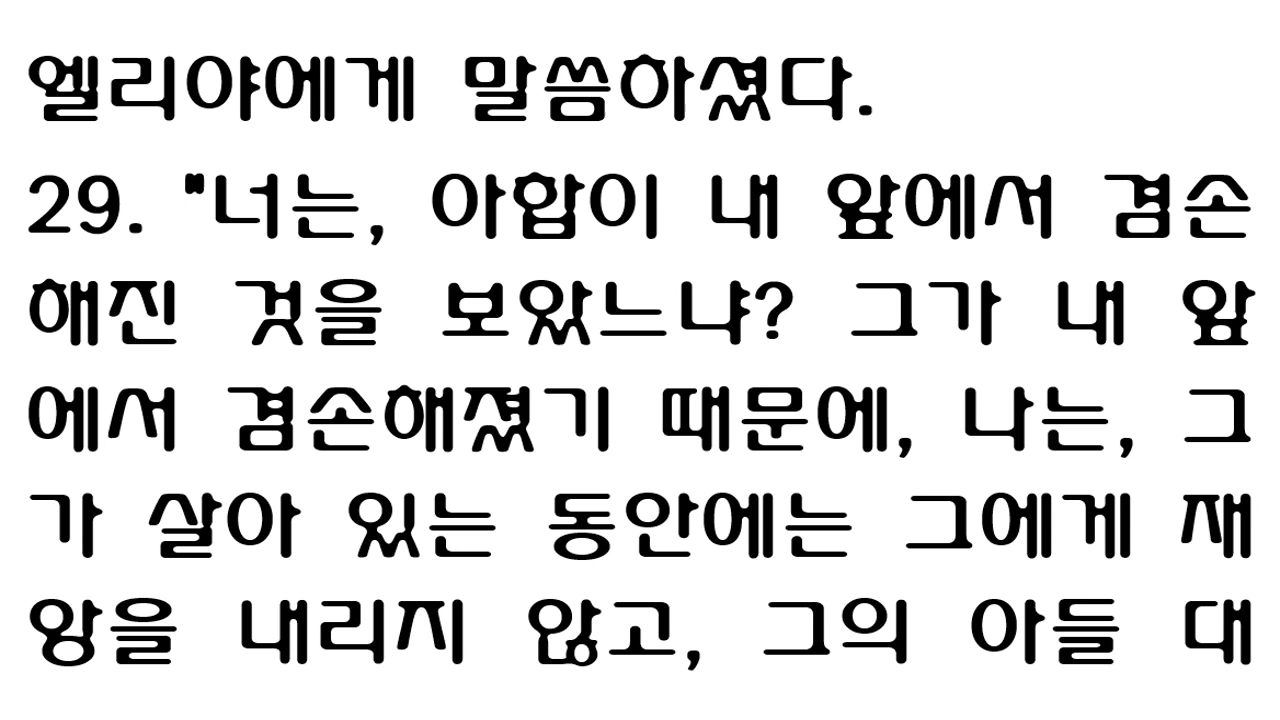 엘리야에게 말씀하셨다.
29. "너는, 아합이 내 앞에서 겸손
해진 것을 보았느냐? 그가 내 앞
에서 겸손해졌기 때문에, 나는, 그
가 살아 있는 동안에는 그에게 재
앙을 내리지 않고, 그의 아들 대